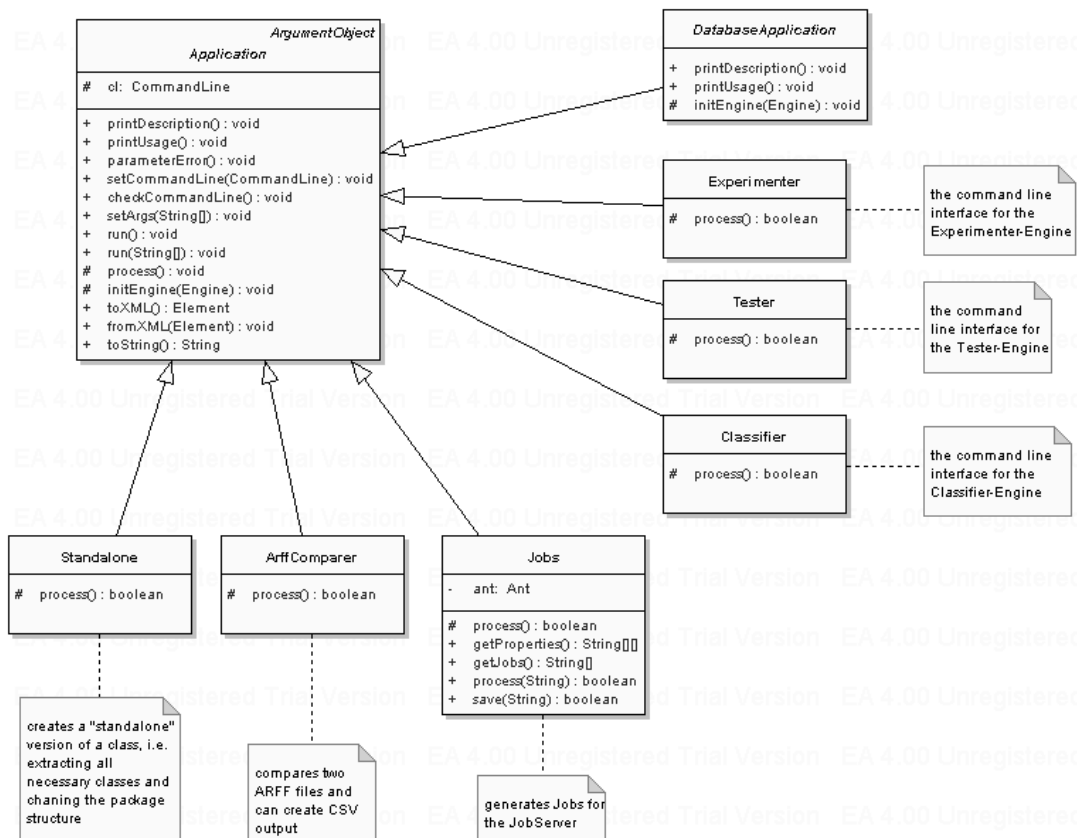 ArgumentObject
Application
# cl: CommandLine
+ printDescription() : void
+ printUsage() : void
+ parameterError() : void
+ setCommandLine(CommandLine) : void
+ checkCommandLine() : void
+ setArgs(String[]) : void
+ run() : void
+ run(String[]) : void
# process() : void
# initEngine(Engine) : void
+ toXML() : Element
+ fromXML(Element) : void
+ toString() : String
DatabaseApplication
+ printDescription() : void
+ printUsage() : void
# initEngine(Engine) : void
Experimenter
# process() : boolean
the command line
interface for the
Experimenter-Engine
Tester
# process() : boolean
the command
line interface for
the Tester-Engine
Classifier
# process() : boolean
the command line
interface for the
Classifier-Engine
Standalone
# process() : boolean
creates a "standalone"
version of a class, i.e.
extracting all
necessary classes and
chaning the package
structure
ArffComparer
# process() : boolean
compares two
ARFF files and
can create CSV
output
Jobs
- ant: Ant
# process() : boolean
+ getProperties() : String[][]
+ getJobs() : String[]
+ process(String) : boolean
+ save(String) : boolean
generates Jobs for
the JobServer
EA 4.00 Unregistered Trial Version